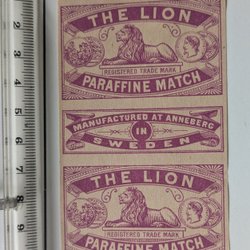 THE LION
REGISTERED TRADE MARK
PARAFFINE MATCH
MANUFACTURED AT ANNEBERG
IN
SWEDEN
THE LION
REGISTERED TRADE MARK
PARAFFINE MATCH
2
3
4
5
6
7
8
9